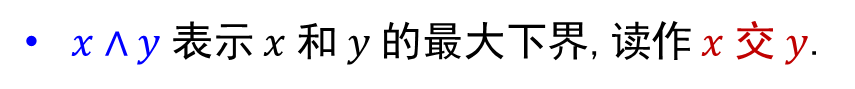 • x ∧ y 表示 x 和 y 的最大下界, 读作 x 交 y.